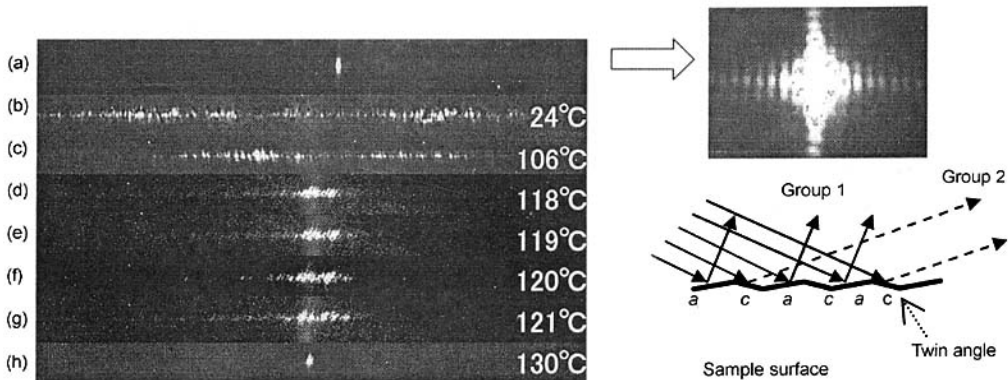 (a)
(b)
24°C
(c)
106°C
(d)
118°C
(e)
119°C
(f)
120°C
(g)
121°C
(h)
130°C
Group 1
Group 2
a c a c a c
Twin angle
Sample surface